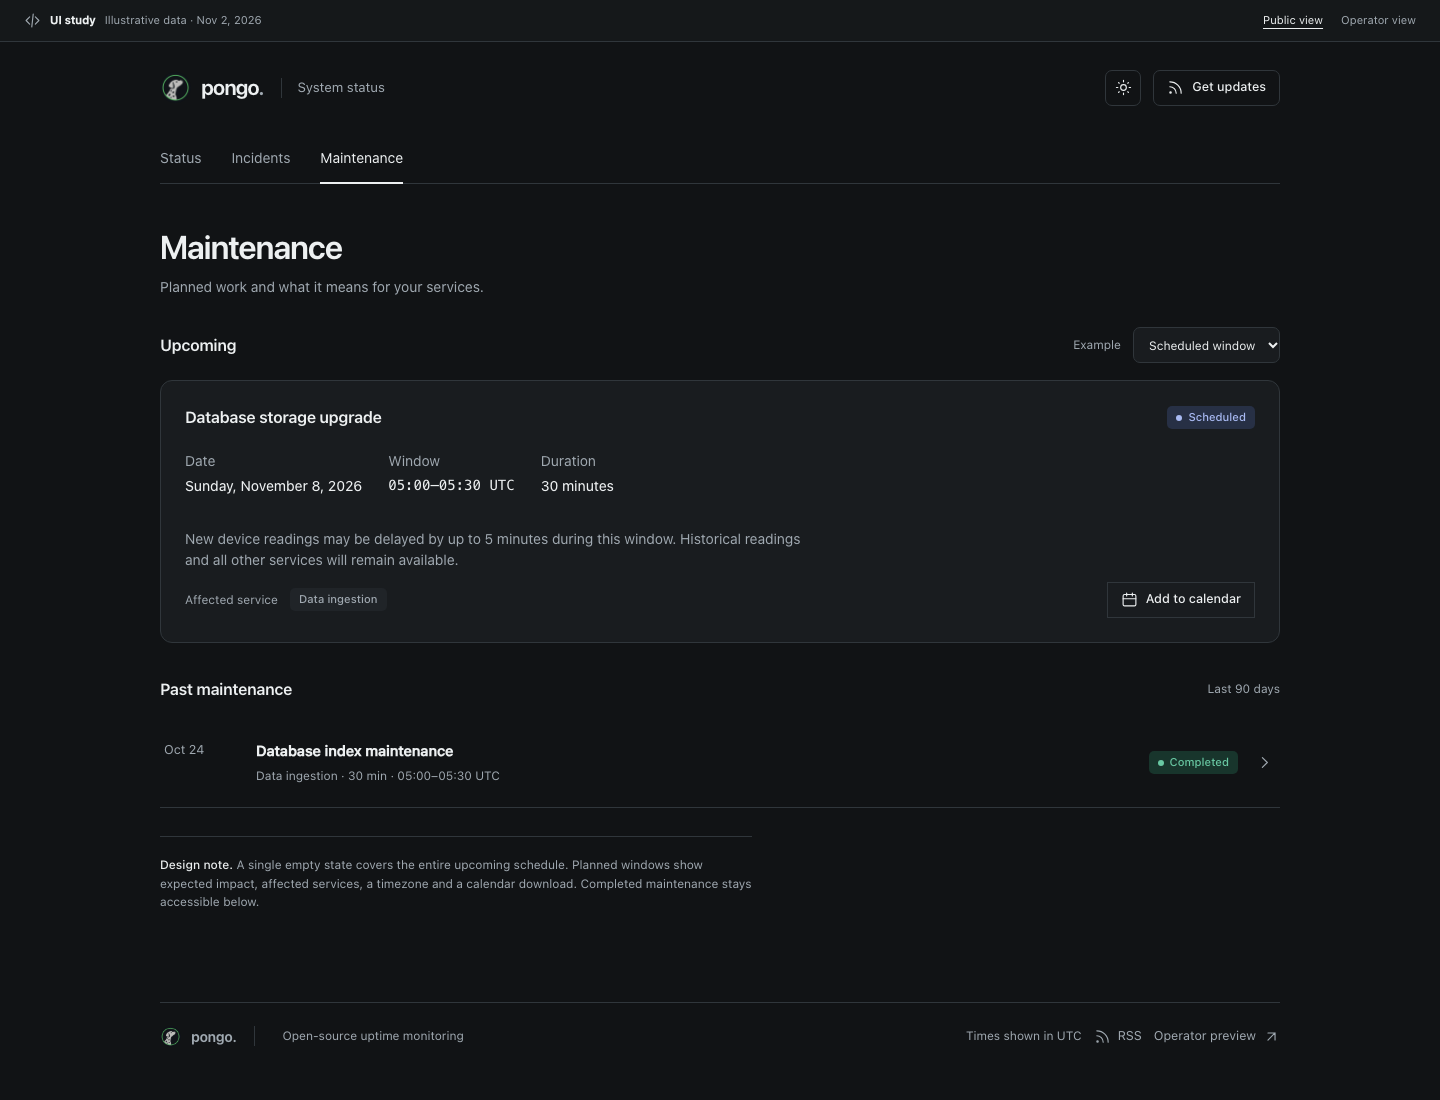 UI study Illustrative data · Nov 2, 2026 Public view Operator view
pongo. System status Get updates
Status Incidents Maintenance
Maintenance
Planned work and what it means for your services.
Upcoming Example Scheduled window
Database storage upgrade Scheduled
Date Window Duration
Sunday, November 8, 2026 05:00–05:30 UTC 30 minutes
New device readings may be delayed by up to 5 minutes during this window. Historical readings
and all other services will remain available.
Affected service Data ingestion Add to calendar
Past maintenance Last 90 days
Oct 24 Database index maintenance Completed
Data ingestion · 30 min · 05:00–05:30 UTC
Design note. A single empty state covers the entire upcoming schedule. Planned windows show
expected impact, affected services, a timezone and a calendar download. Completed maintenance stays
accessible below.
pongo. Open-source uptime monitoring Times shown in UTC RSS Operator preview